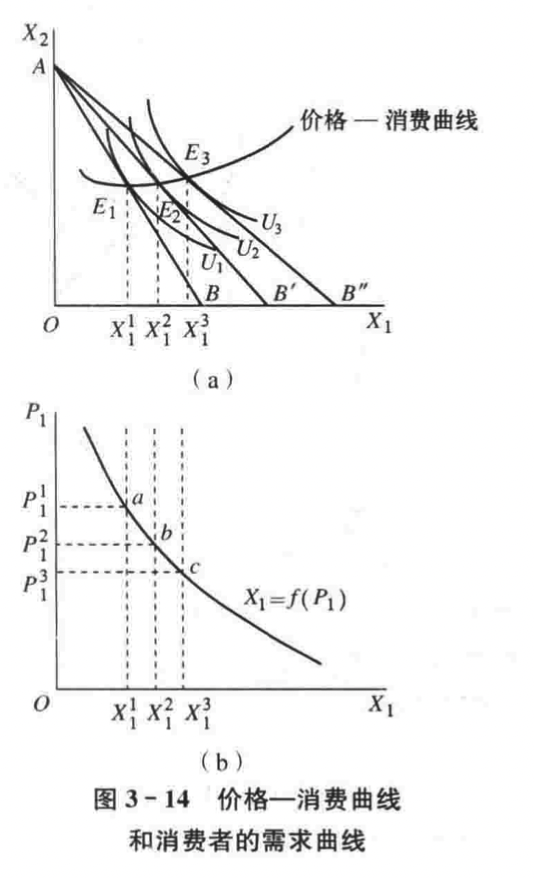 X₂
A
价格 — 消费曲线
E₃
E₁ E₂
U₃
U₂
U₁
B B′ B″
O X₁¹ X₁² X₁³ X₁
(a)
P₁
P₁¹ a
P₁² b
P₁³ c
X₁=f(P₁)
O X₁¹ X₁² X₁³ X₁
(b)
图 3-14 价格—消费曲线
和消费者的需求曲线